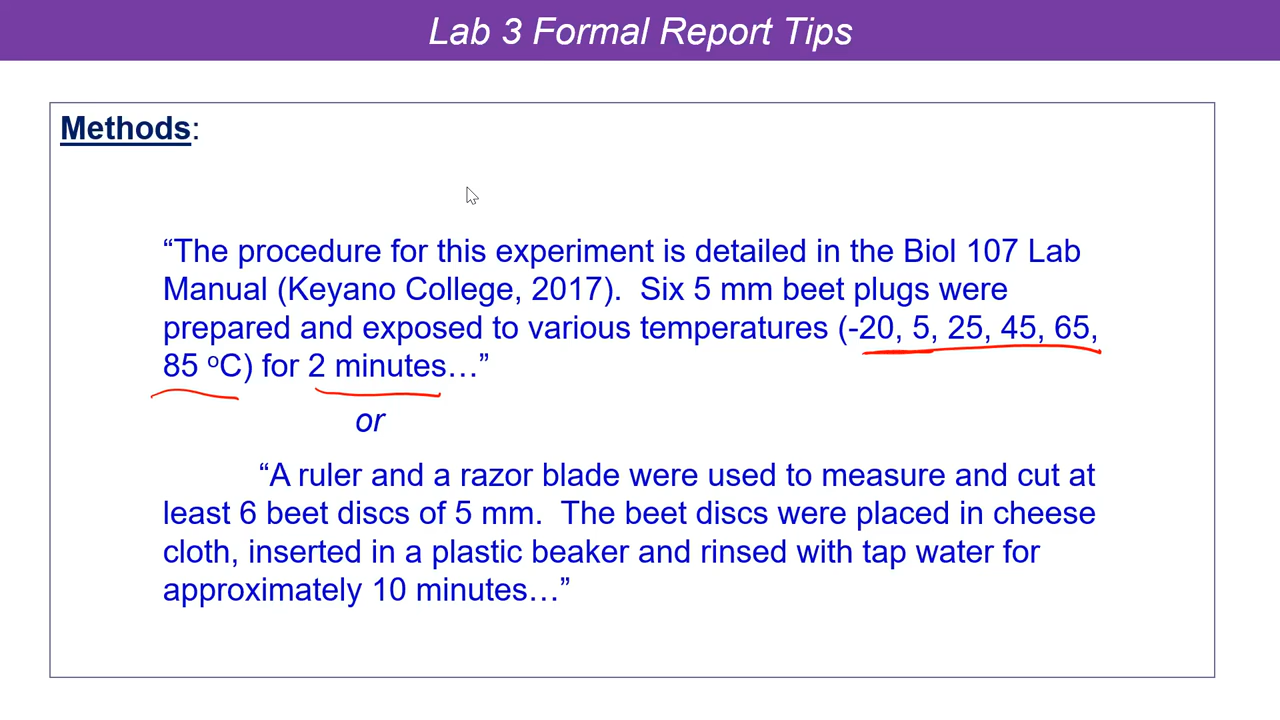 Lab 3 Formal Report Tips
Methods:
“The procedure for this experiment is detailed in the Biol 107 Lab
Manual (Keyano College, 2017).  Six 5 mm beet plugs were
prepared and exposed to various temperatures (-20, 5, 25, 45, 65,
85 ºC) for 2 minutes…”
or
“A ruler and a razor blade were used to measure and cut at
least 6 beet discs of 5 mm.  The beet discs were placed in cheese
cloth, inserted in a plastic beaker and rinsed with tap water for
approximately 10 minutes…”